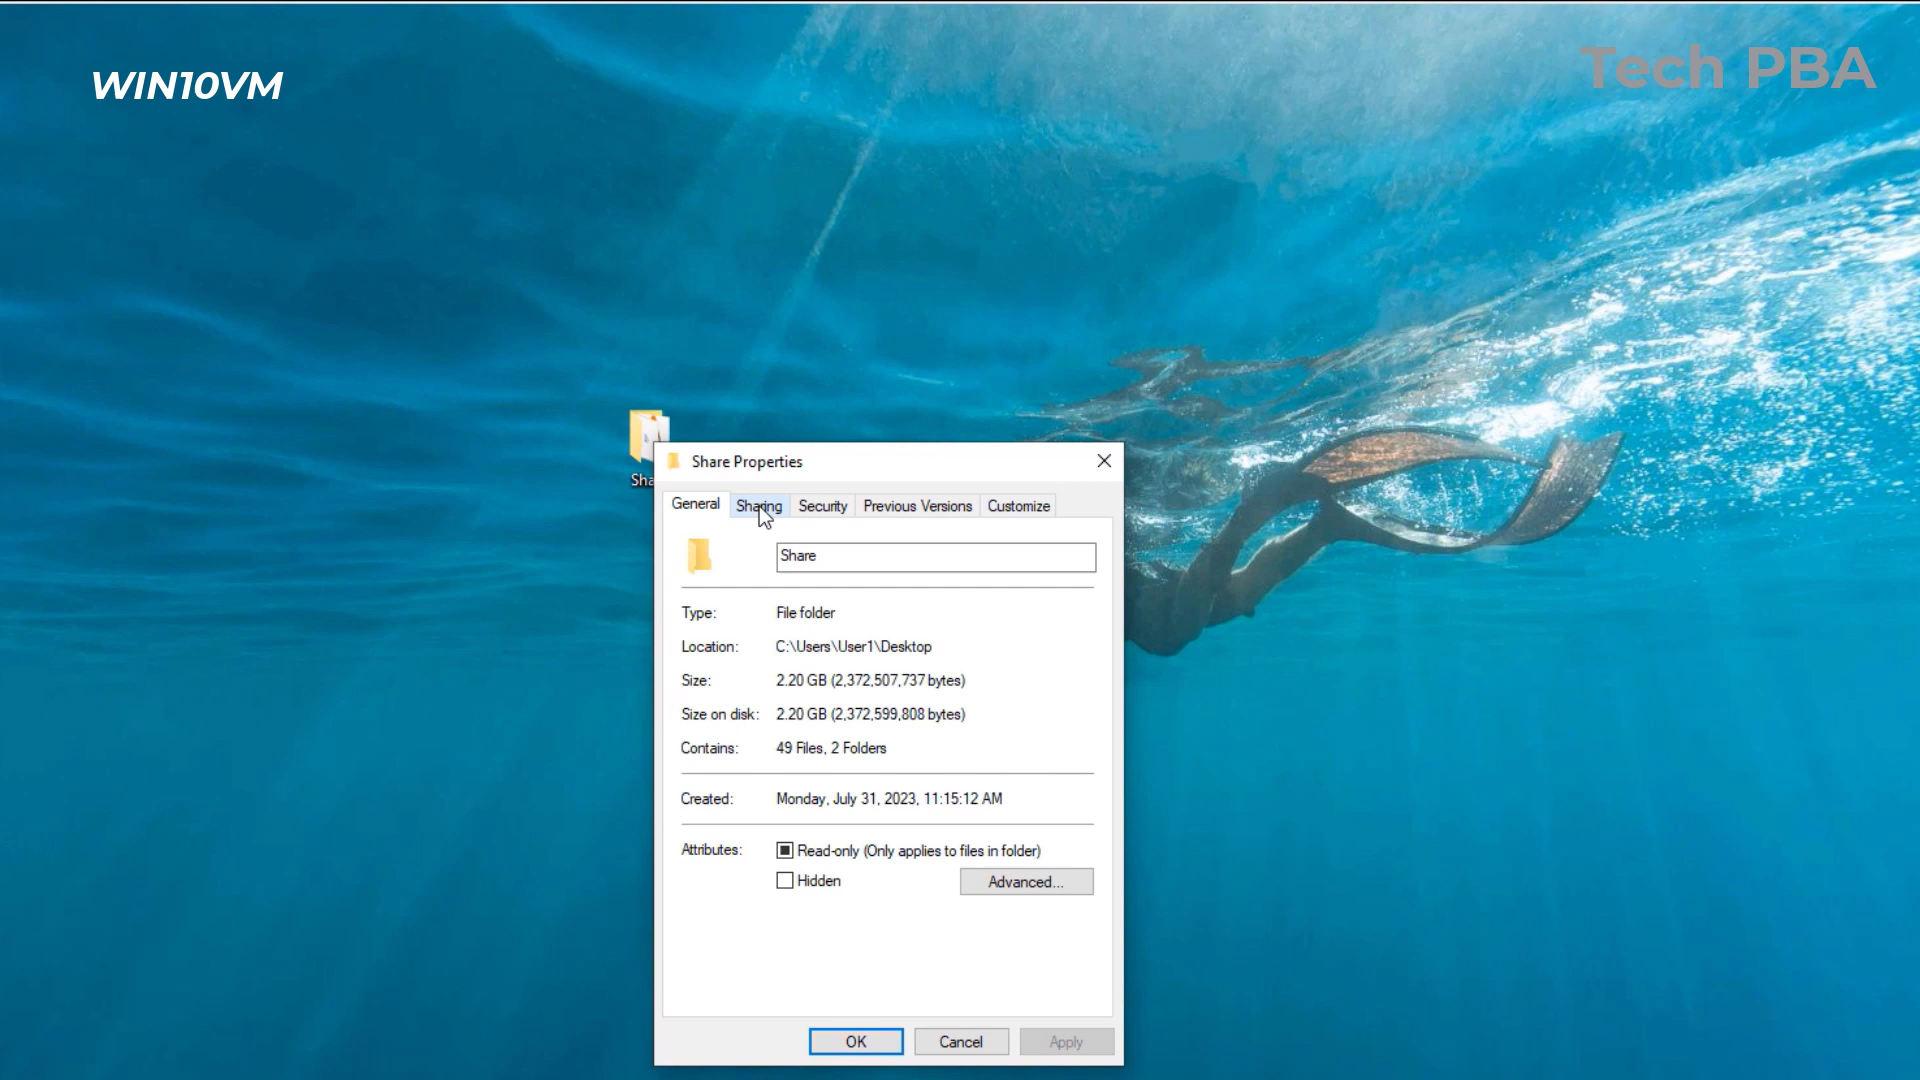 WIN10VM
Tech PBA
Sha
Share Properties
General Sharing Security Previous Versions Customize
Share
Type: File folder
Location: C:\Users\User1\Desktop
Size: 2.20 GB (2,372,507,737 bytes)
Size on disk: 2.20 GB (2,372,599,808 bytes)
Contains: 49 Files, 2 Folders
Created: Monday, July 31, 2023, 11:15:12 AM
Attributes: Read-only (Only applies to files in folder)
Hidden Advanced...
OK Cancel Apply